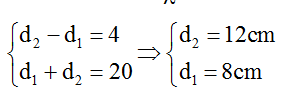 d₂ − d₁ = 4 ⇒ d₂ = 12cm
d₁ + d₂ = 20 d₁ = 8cm